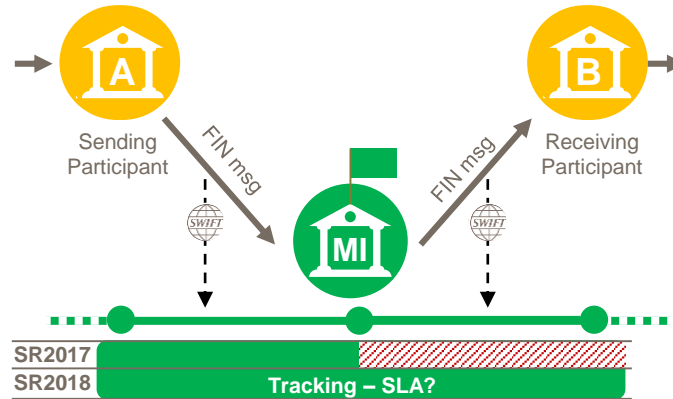 A
B
Sending
Participant
FIN msg
FIN msg
Receiving
Participant
SWIFT
SWIFT
MI
SR2017
SR2018
Tracking – SLA?